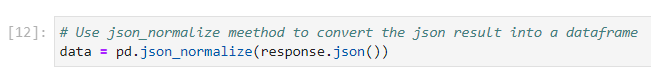 [12]: # Use json_normalize meethod to convert the json result into a dataframe
data = pd.json_normalize(response.json())